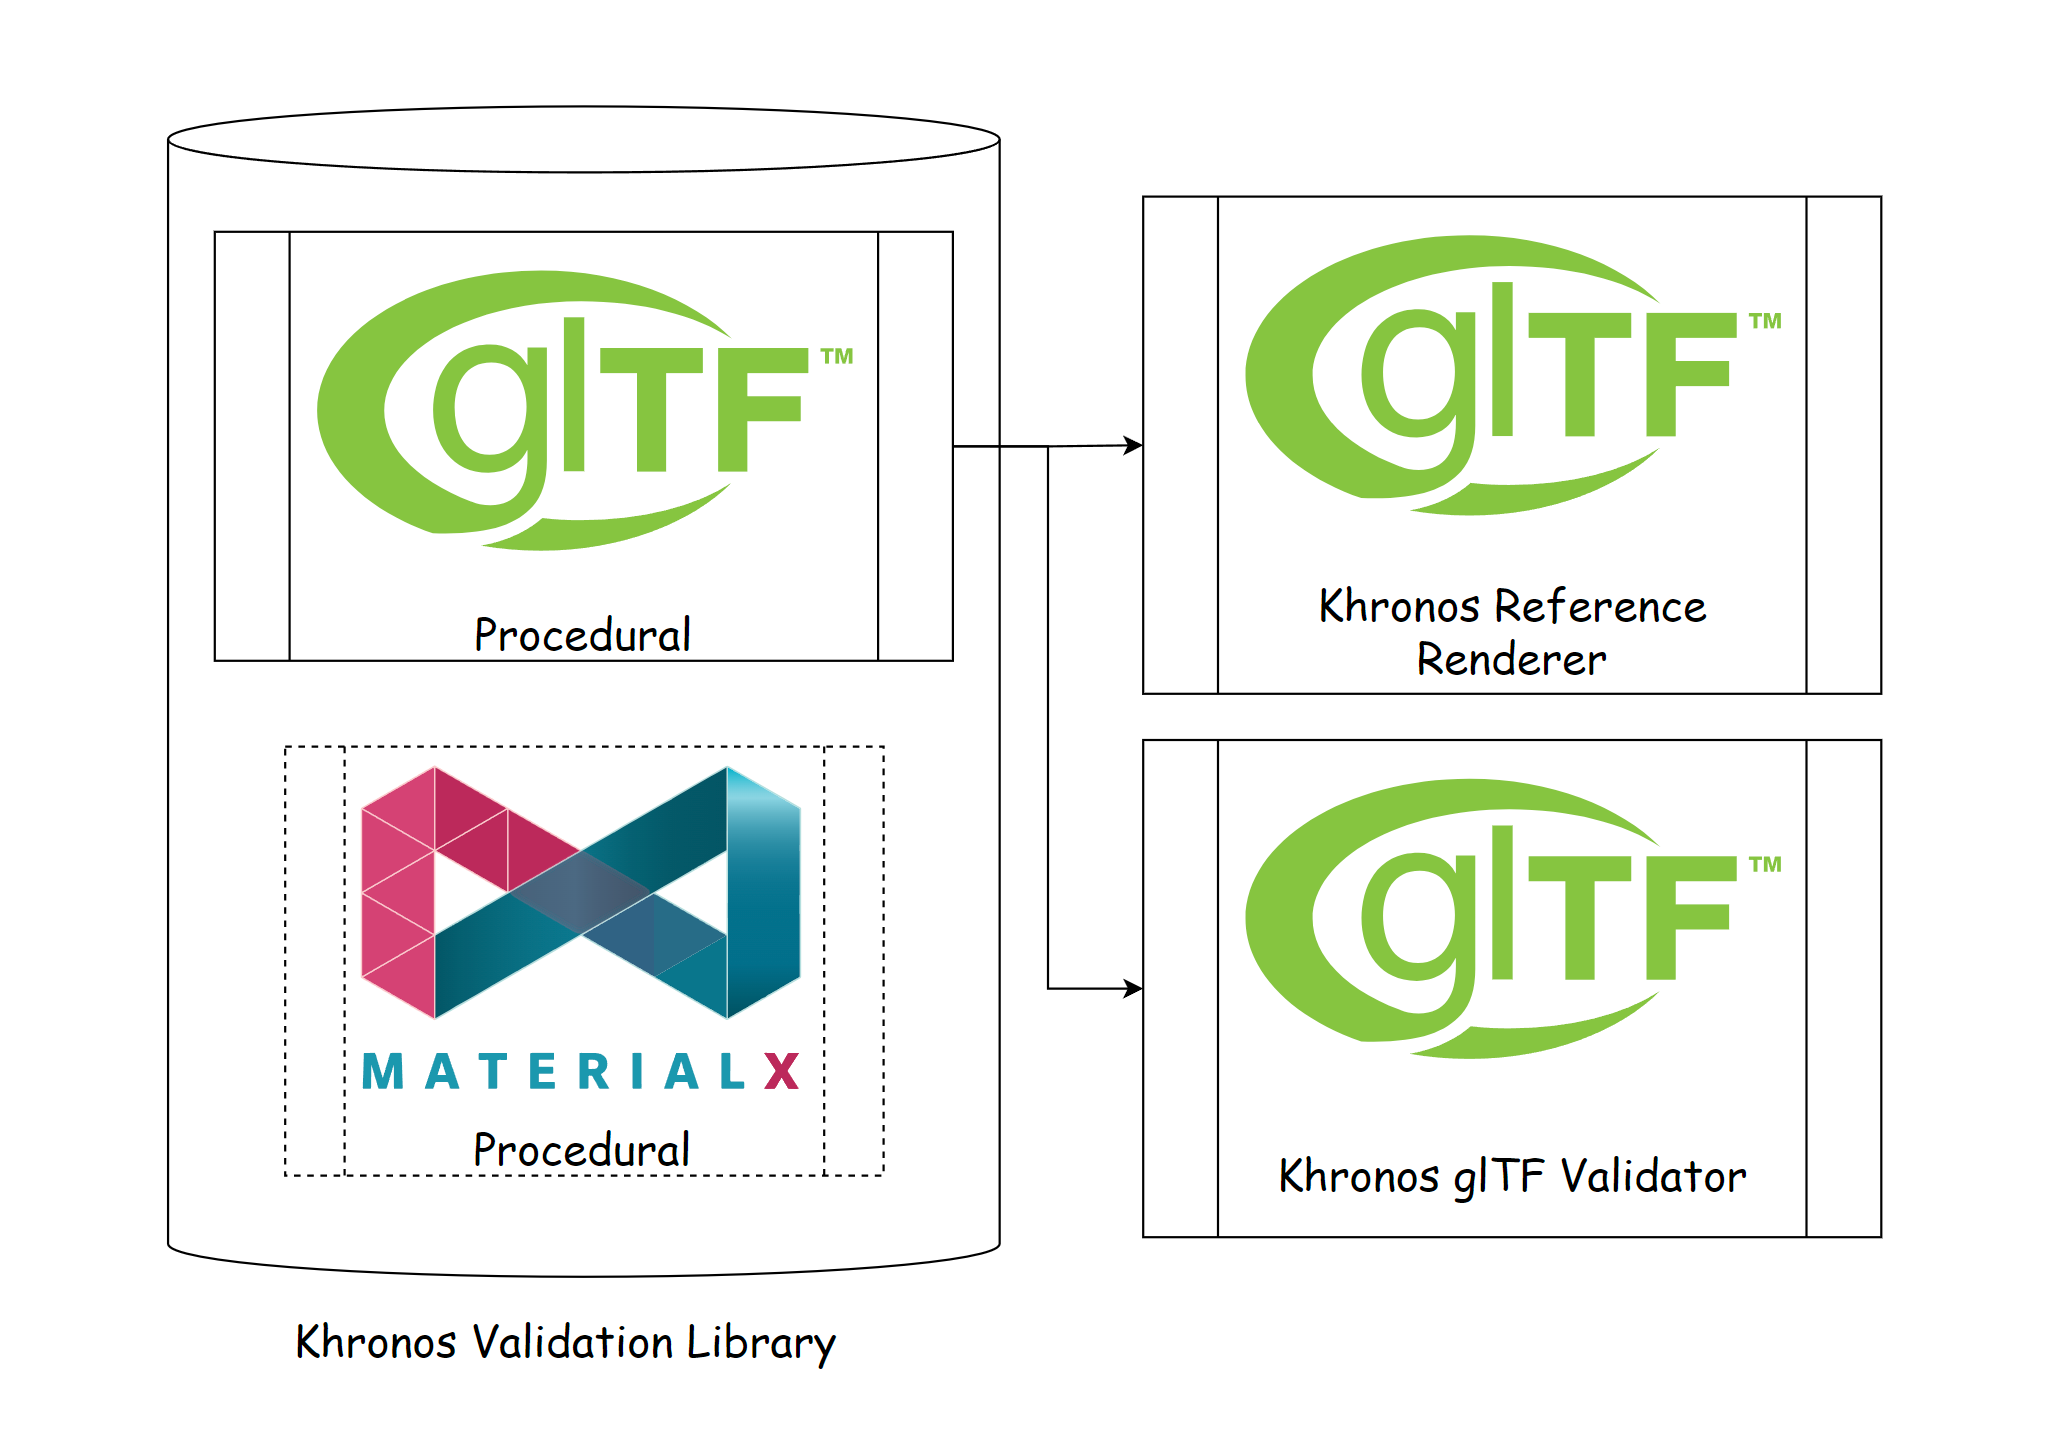 glTF™
Procedural
MATERIALX
Procedural
Khronos Validation Library
glTF™
Khronos Reference
Renderer
glTF™
Khronos glTF Validator